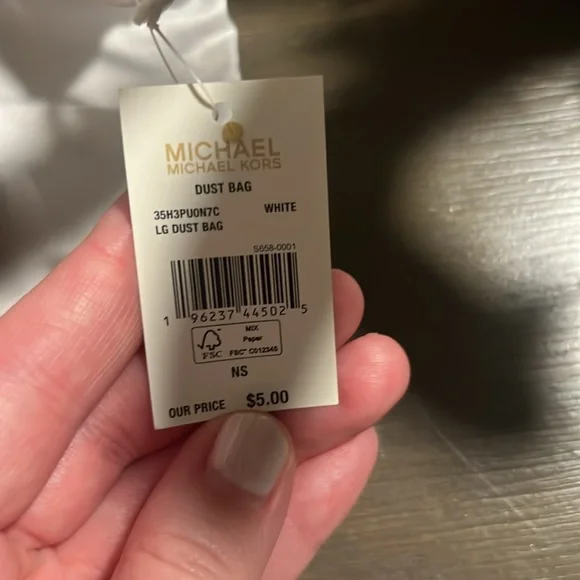 MICHAEL
MICHAEL KORS
DUST BAG
35H3PU0N7C WHITE
LG DUST BAG
S658-0001
1 96237 44502 5
MIX
Paper
FSC FSC™ C012345
NS
OUR PRICE $5.00